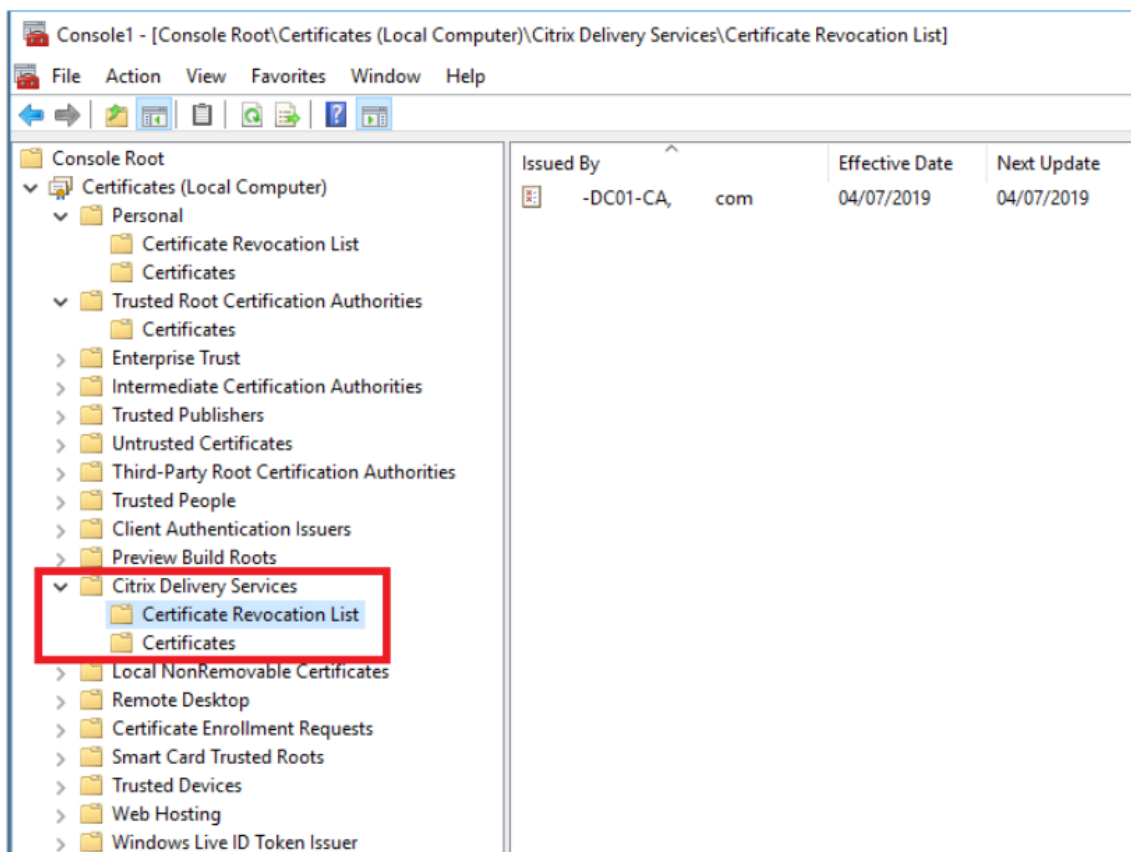 Console1 - [Console Root\Certificates (Local Computer)\Citrix Delivery Services\Certificate Revocation List]
File Action View Favorites Window Help
Console Root
Certificates (Local Computer)
Personal
Certificate Revocation List
Certificates
Trusted Root Certification Authorities
Certificates
Enterprise Trust
Intermediate Certification Authorities
Trusted Publishers
Untrusted Certificates
Third-Party Root Certification Authorities
Trusted People
Client Authentication Issuers
Preview Build Roots
Citrix Delivery Services
Certificate Revocation List
Certificates
Local NonRemovable Certificates
Remote Desktop
Certificate Enrollment Requests
Smart Card Trusted Roots
Trusted Devices
Web Hosting
Windows Live ID Token Issuer
Issued By Effective Date Next Update
-DC01-CA, com 04/07/2019 04/07/2019